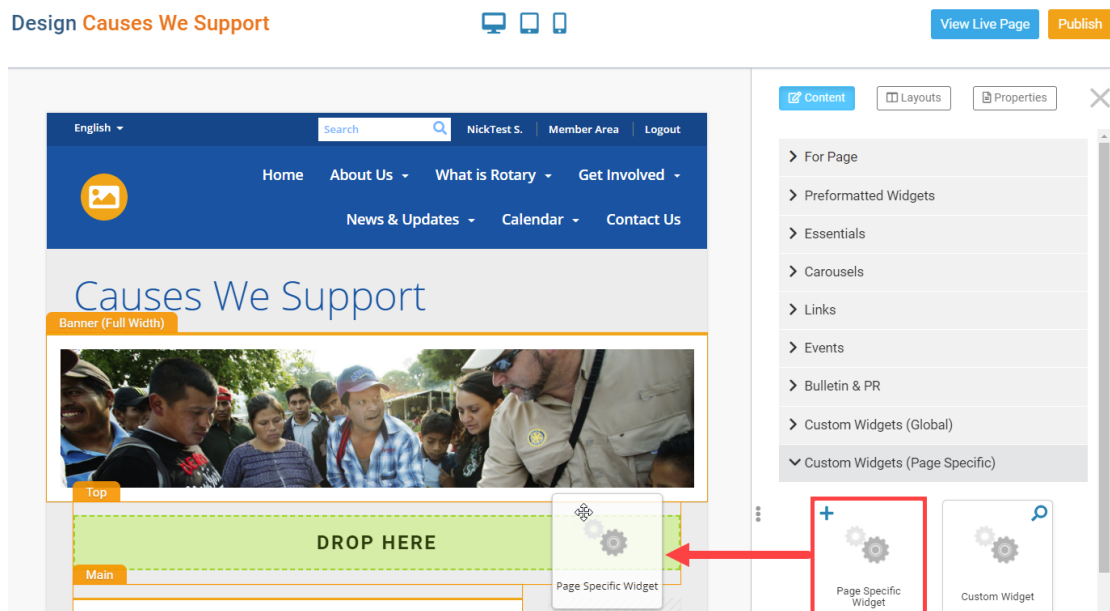 Design Causes We Support
View Live Page
Publish
Content
Layouts
Properties
English
Search
NickTest S.
Member Area
Logout
Home
About Us
What is Rotary
Get Involved
News & Updates
Calendar
Contact Us
Causes We Support
Banner (Full Width)
Top
DROP HERE
Main
Page Specific Widget
For Page
Preformatted Widgets
Essentials
Carousels
Links
Events
Bulletin & PR
Custom Widgets (Global)
Custom Widgets (Page Specific)
Page Specific
Widget
Custom Widget